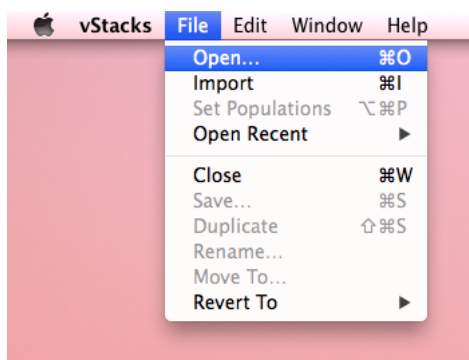 vStacks File Edit Window Help
Open... ⌘O
Import ⌘I
Set Populations ⌥⌘P
Open Recent ▶
Close ⌘W
Save... ⌘S
Duplicate ⇧⌘S
Rename...
Move To...
Revert To ▶